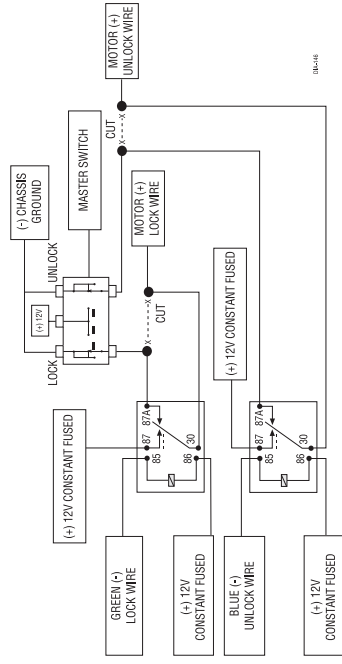 (-) CHASSIS
GROUND
(+) 12V
LOCK
UNLOCK
MASTER SWITCH
MOTOR (+)
UNLOCK WIRE
X
X
CUT
MOTOR (+)
LOCK WIRE
X
X
CUT
(+) 12V CONSTANT FUSED
87
87A
85
86
30
GREEN (-)
LOCK WIRE
(+) 12V
CONSTANT FUSED
(+) 12V CONSTANT FUSED
87
87A
85
86
30
BLUE (-)
UNLOCK WIRE
(+) 12V
CONSTANT FUSED
DIA-146